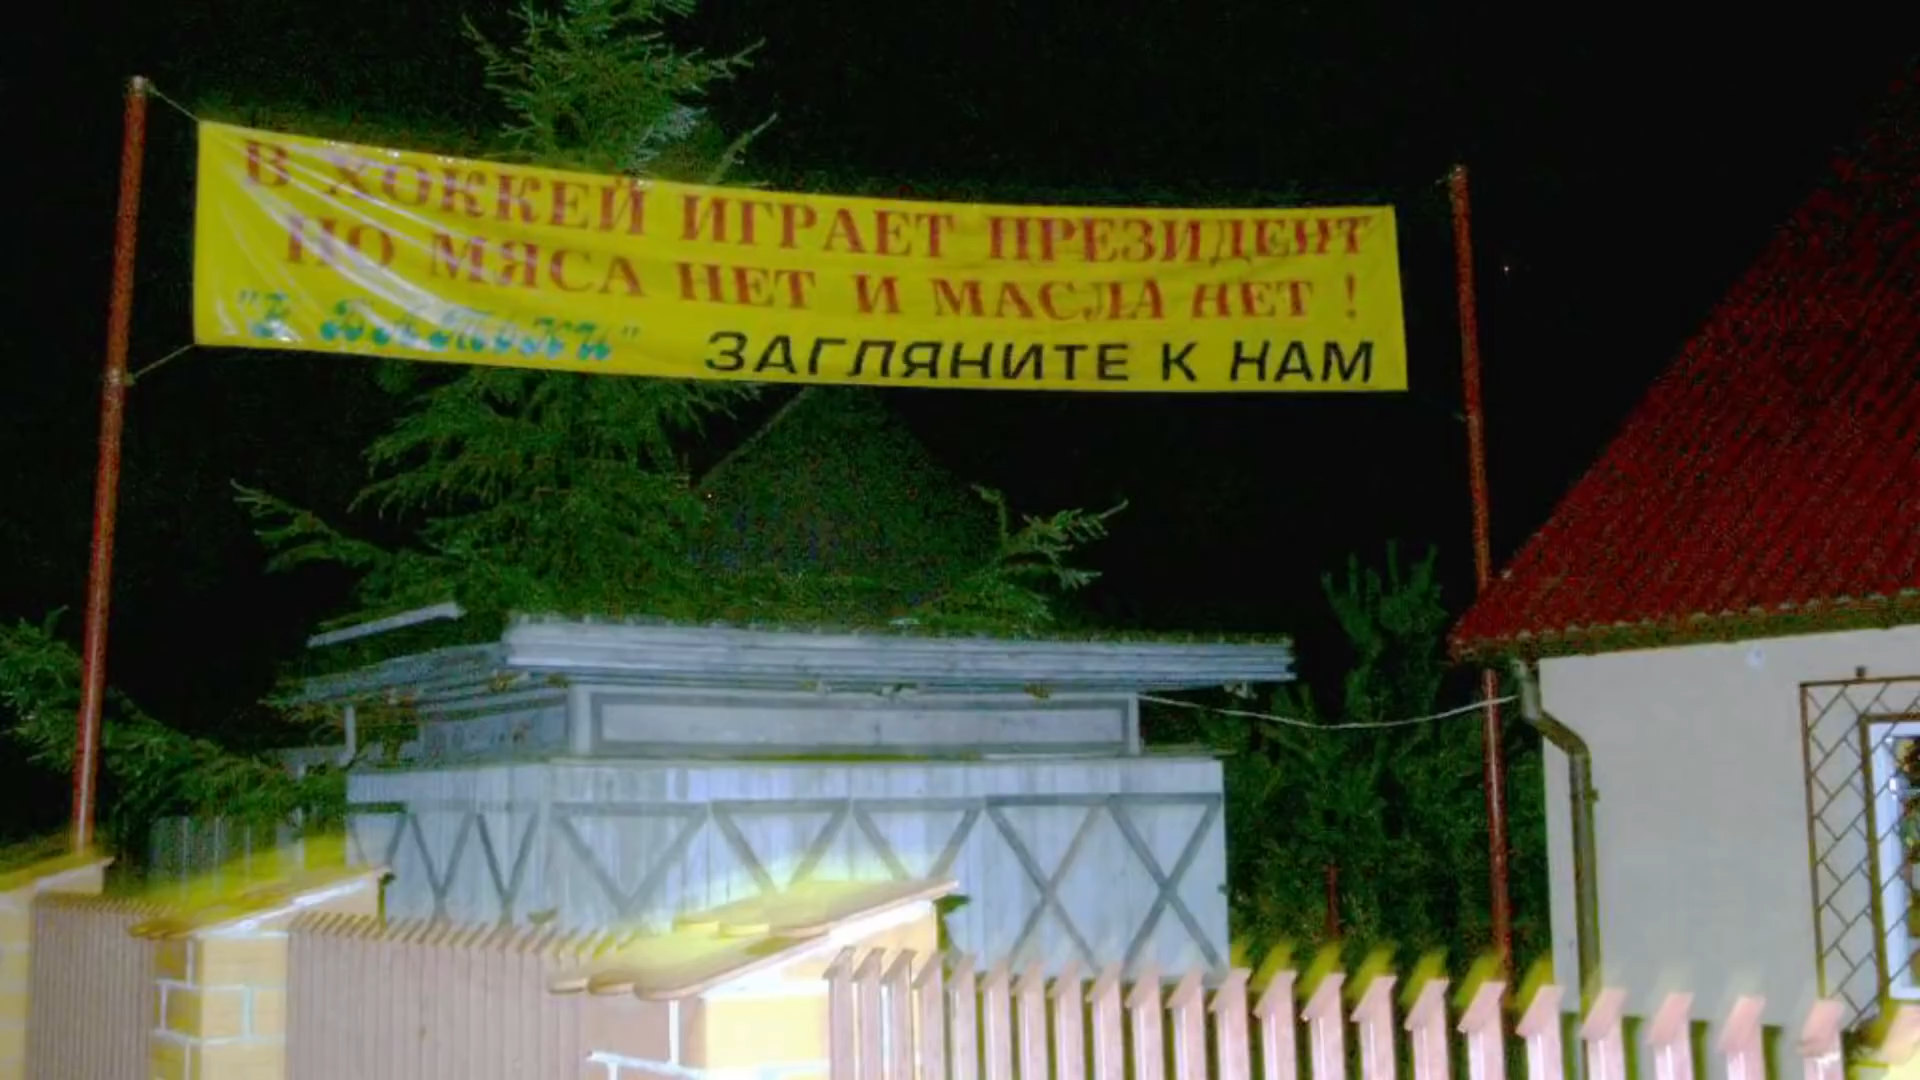 В ХОККЕЙ ИГРАЕТ ПРЕЗИДЕНТ
НО МЯСА НЕТ И МАСЛА НЕТ !
ЗАГЛЯНИТЕ К НАМ